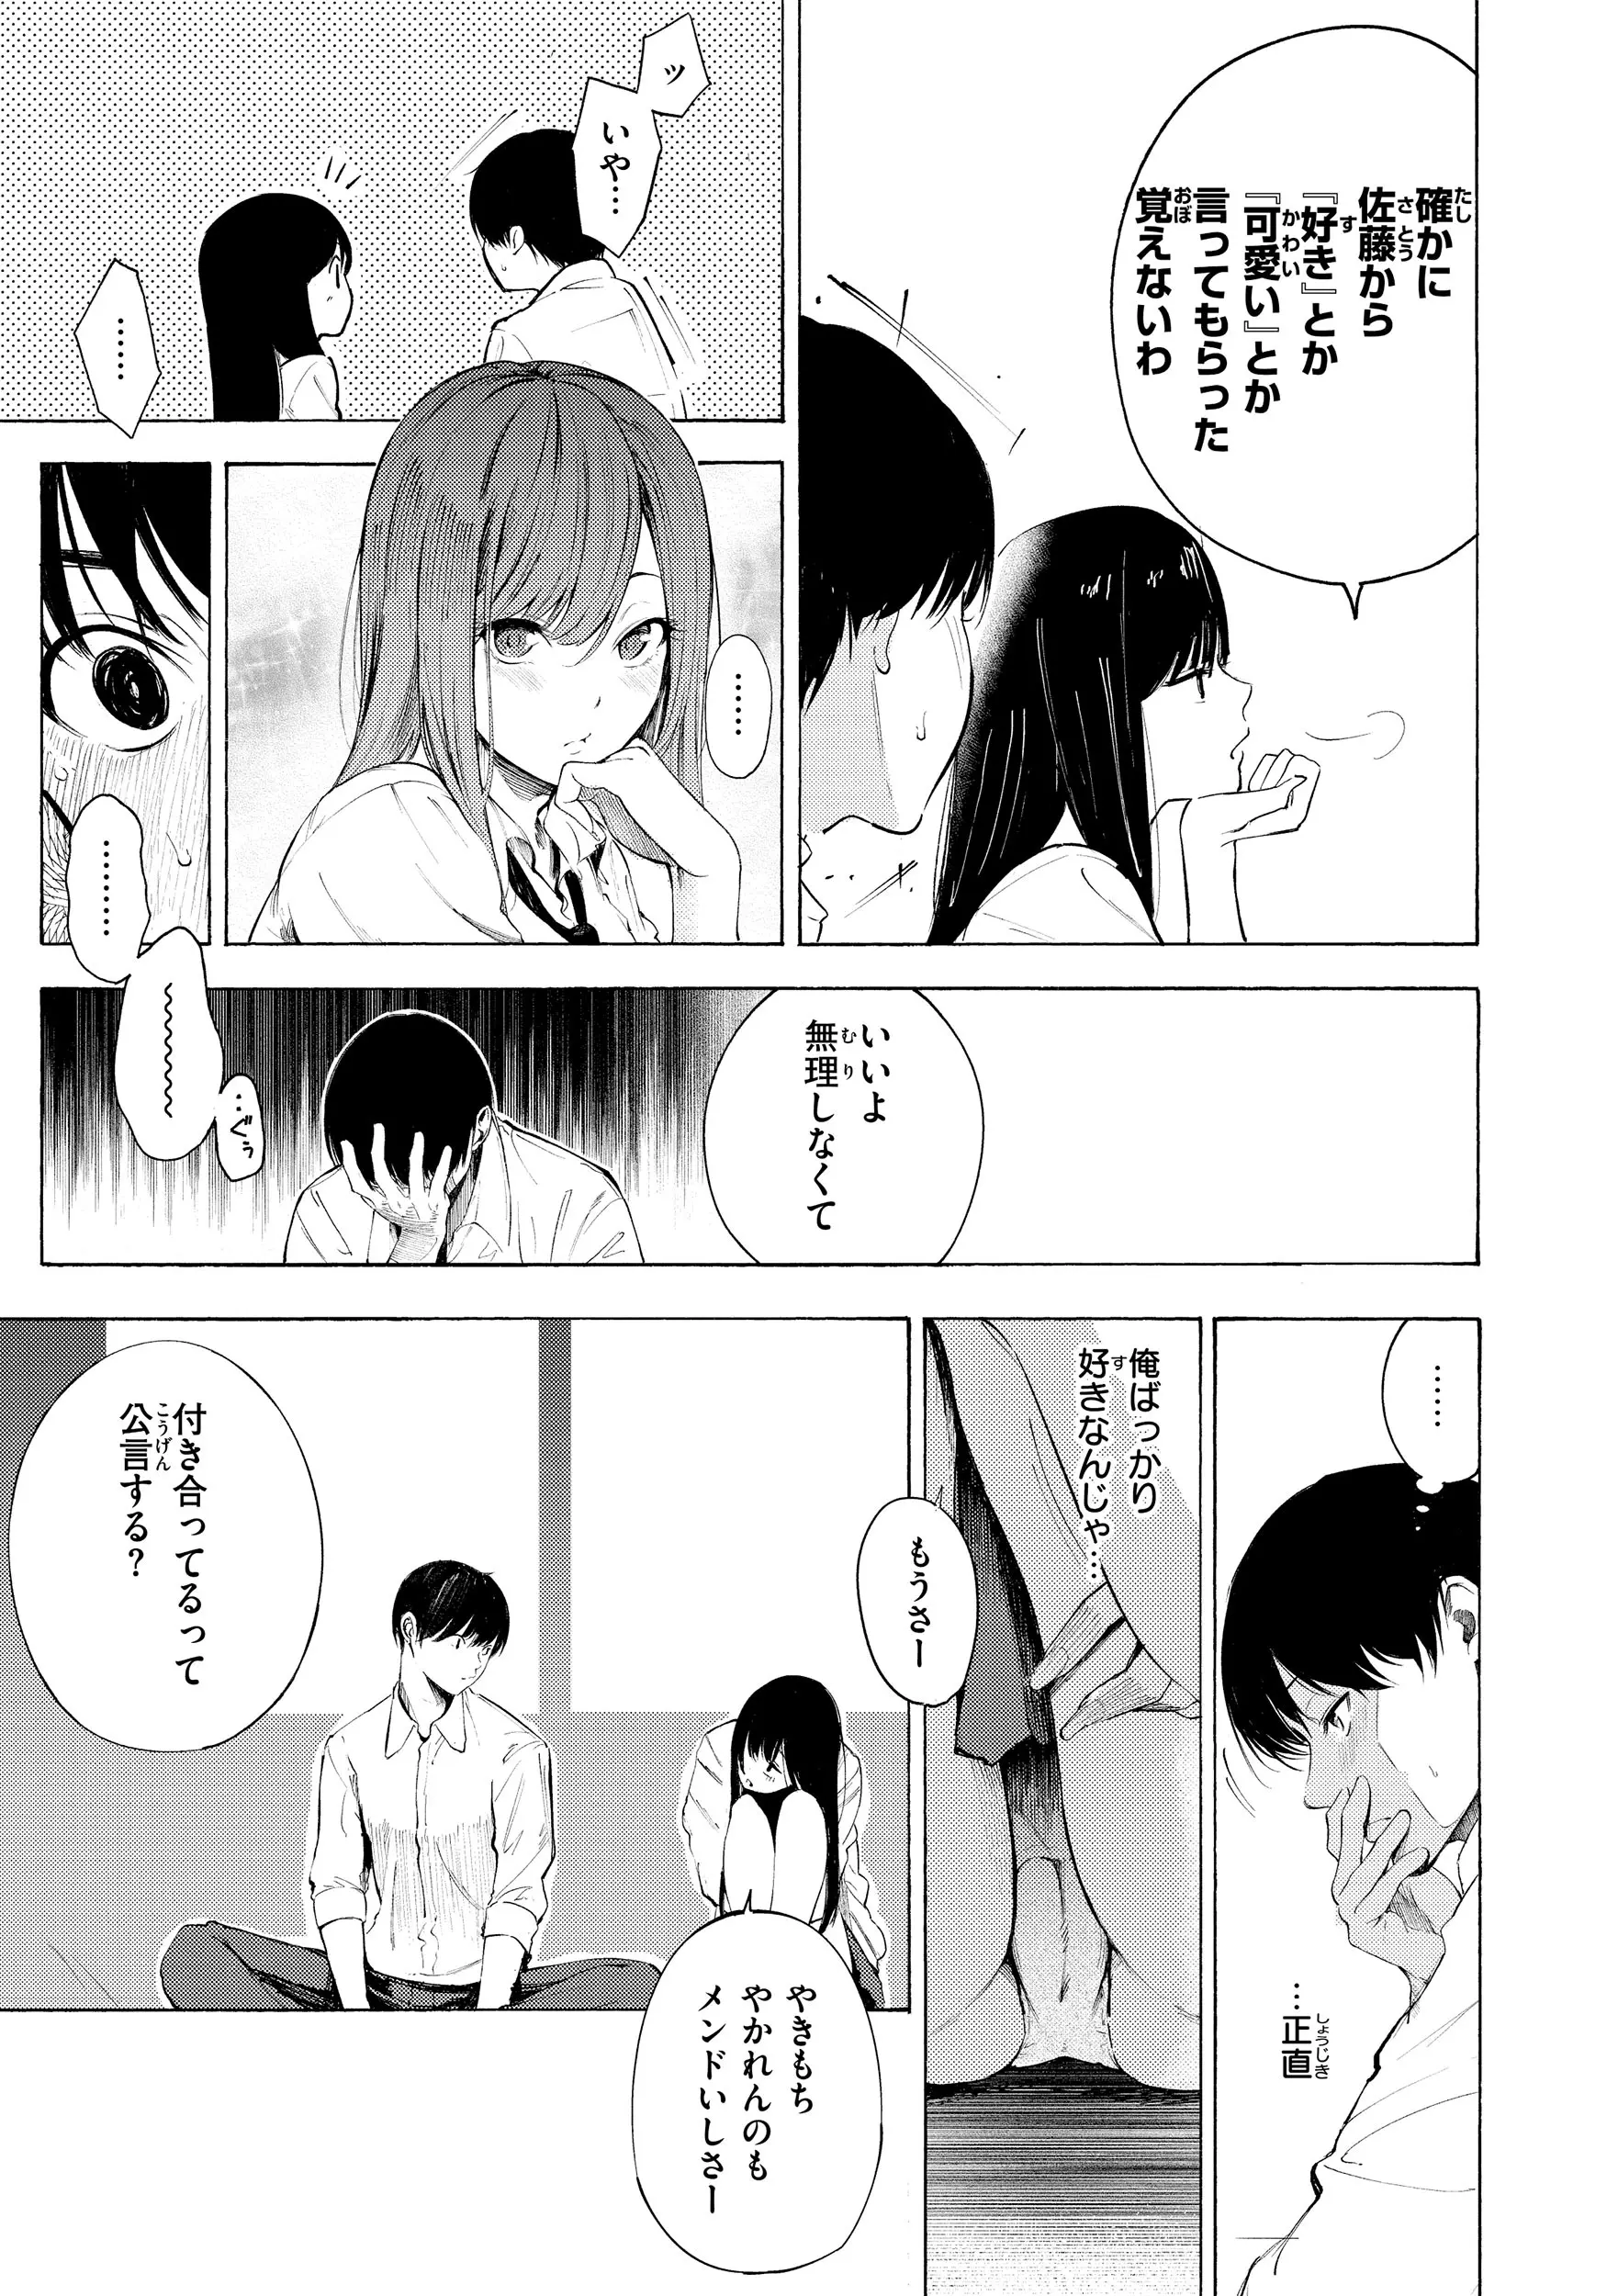 確かに
佐藤から
『好き』とか
『可愛い』とか
言ってもらった
覚えないわ
ッ
いや…
……
……
………
～～～～
…ぐぅ
いいよ
無理しなくて
……
…正直
俺ばっかり
好きなんじゃ…
もうさー
やきもち
やかれんのも
メンドいしさー
付き合ってるって
公言する？